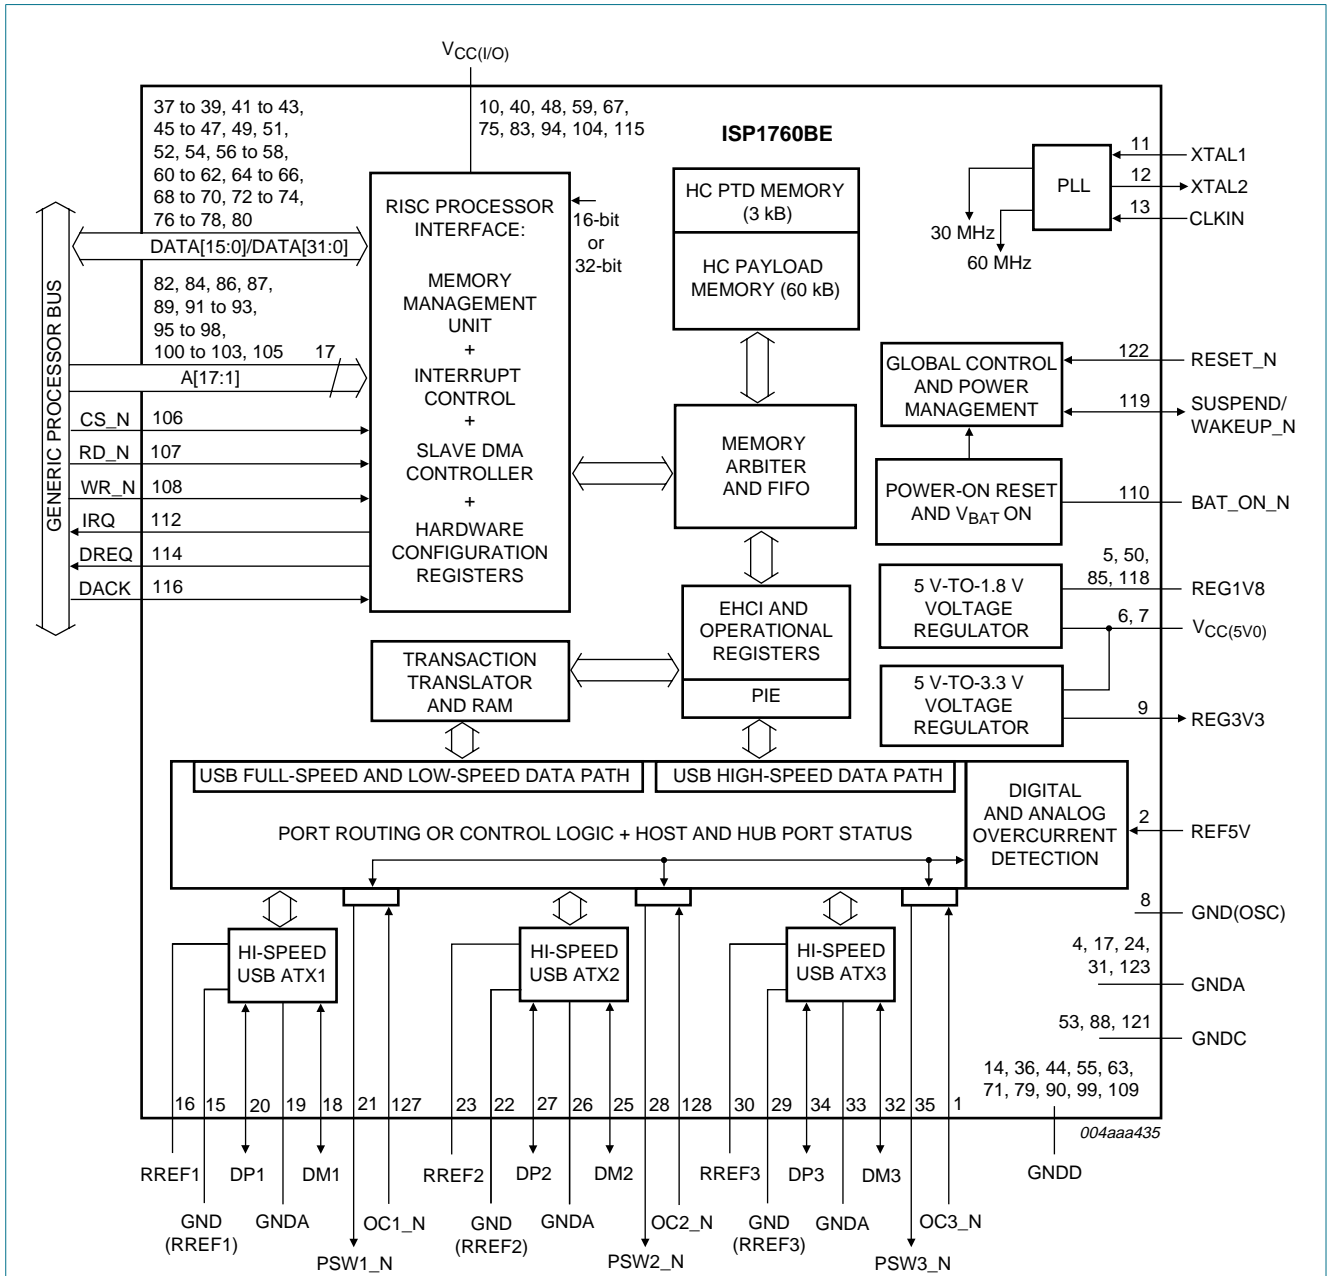 VCC(I/O)
37 to 39, 41 to 43,
45 to 47, 49, 51,
52, 54, 56 to 58,
60 to 62, 64 to 66,
68 to 70, 72 to 74,
76 to 78, 80
10, 40, 48, 59, 67,
75, 83, 94, 104, 115
ISP1760BE
GENERIC PROCESSOR BUS
DATA[15:0]/DATA[31:0]
82, 84, 86, 87,
89, 91 to 93,
95 to 98,
100 to 103, 105
17
A[17:1]
CS_N 106
RD_N 107
WR_N 108
IRQ 112
DREQ 114
DACK 116
RISC PROCESSOR
INTERFACE:
MEMORY
MANAGEMENT
UNIT
+
INTERRUPT
CONTROL
+
SLAVE DMA
CONTROLLER
+
HARDWARE
CONFIGURATION
REGISTERS
16-bit
or
32-bit
HC PTD MEMORY
(3 kB)
HC PAYLOAD
MEMORY (60 kB)
MEMORY
ARBITER
AND FIFO
EHCI AND
OPERATIONAL
REGISTERS
PIE
TRANSACTION
TRANSLATOR
AND RAM
PLL
30 MHz
60 MHz
11 XTAL1
12 XTAL2
13 CLKIN
GLOBAL CONTROL
AND POWER
MANAGEMENT
122 RESET_N
119 SUSPEND/
WAKEUP_N
POWER-ON RESET
AND VBAT ON
110 BAT_ON_N
5 V-TO-1.8 V
VOLTAGE
REGULATOR
5, 50,
85, 118 REG1V8
6, 7 VCC(5V0)
5 V-TO-3.3 V
VOLTAGE
REGULATOR
9 REG3V3
USB FULL-SPEED AND LOW-SPEED DATA PATH
USB HIGH-SPEED DATA PATH
PORT ROUTING OR CONTROL LOGIC + HOST AND HUB PORT STATUS
DIGITAL
AND ANALOG
OVERCURRENT
DETECTION
2 REF5V
8 GND(OSC)
4, 17, 24,
31, 123 GNDA
53, 88, 121 GNDC
14, 36, 44, 55, 63,
71, 79, 90, 99, 109
GNDD
HI-SPEED
USB ATX1
HI-SPEED
USB ATX2
HI-SPEED
USB ATX3
16 15 20 19 18 21 127 23 22 27 26 25 28 128 30 29 34 33 32 35 1
004aaa435
RREF1 DP1 DM1 RREF2 DP2 DM2 RREF3 DP3 DM3
GND
(RREF1)
GNDA
OC1_N
GND
(RREF2)
GNDA
OC2_N
GND
(RREF3)
GNDA
OC3_N
PSW1_N PSW2_N PSW3_N